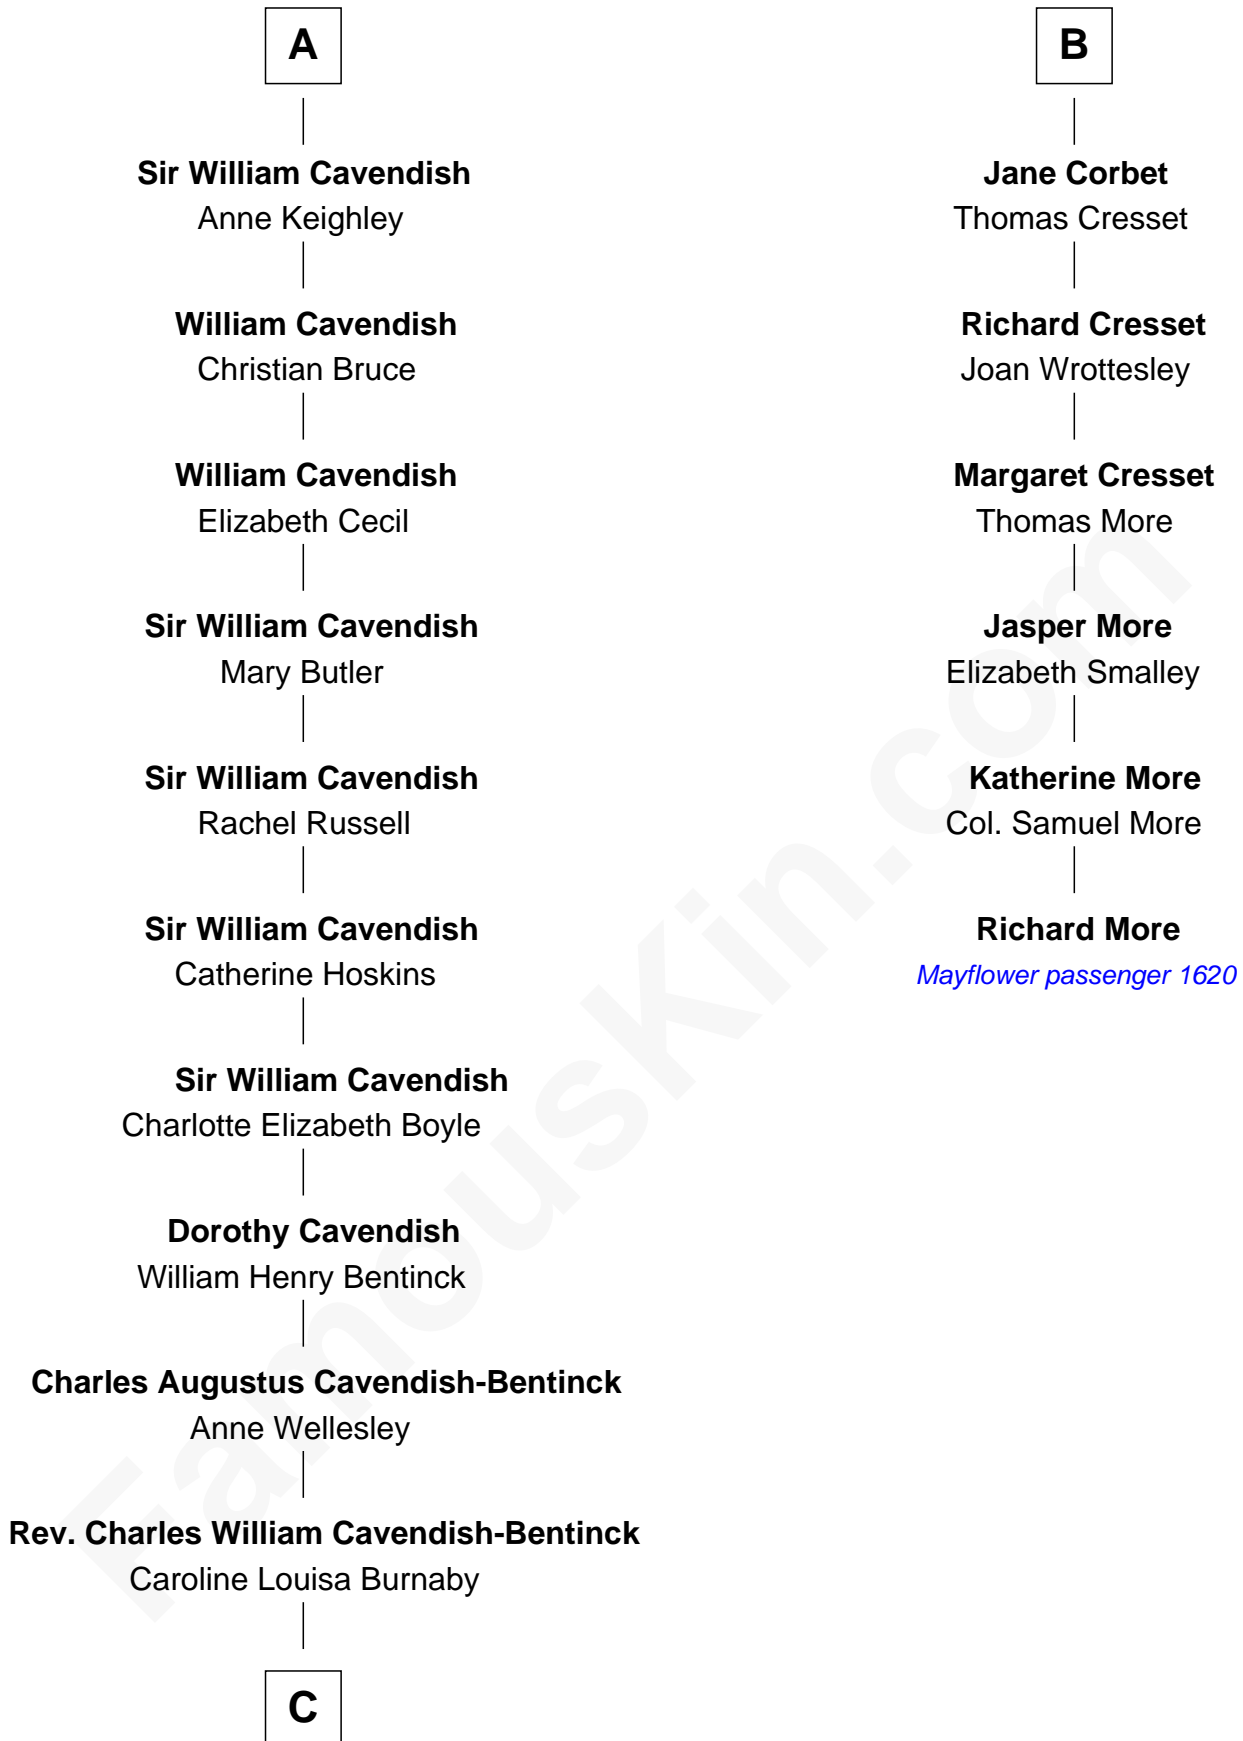 A
Sir William Cavendish
Anne Keighley
William Cavendish
Christian Bruce
William Cavendish
Elizabeth Cecil
Sir William Cavendish
Mary Butler
Sir William Cavendish
Rachel Russell
Sir William Cavendish
Catherine Hoskins
Sir William Cavendish
Charlotte Elizabeth Boyle
Dorothy Cavendish
William Henry Bentinck
Charles Augustus Cavendish-Bentinck
Anne Wellesley
Rev. Charles William Cavendish-Bentinck
Caroline Louisa Burnaby
C
B
Jane Corbet
Thomas Cresset
Richard Cresset
Joan Wrottesley
Margaret Cresset
Thomas More
Jasper More
Elizabeth Smalley
Katherine More
Col. Samuel More
Richard More
Mayflower passenger 1620
FamousKin.com